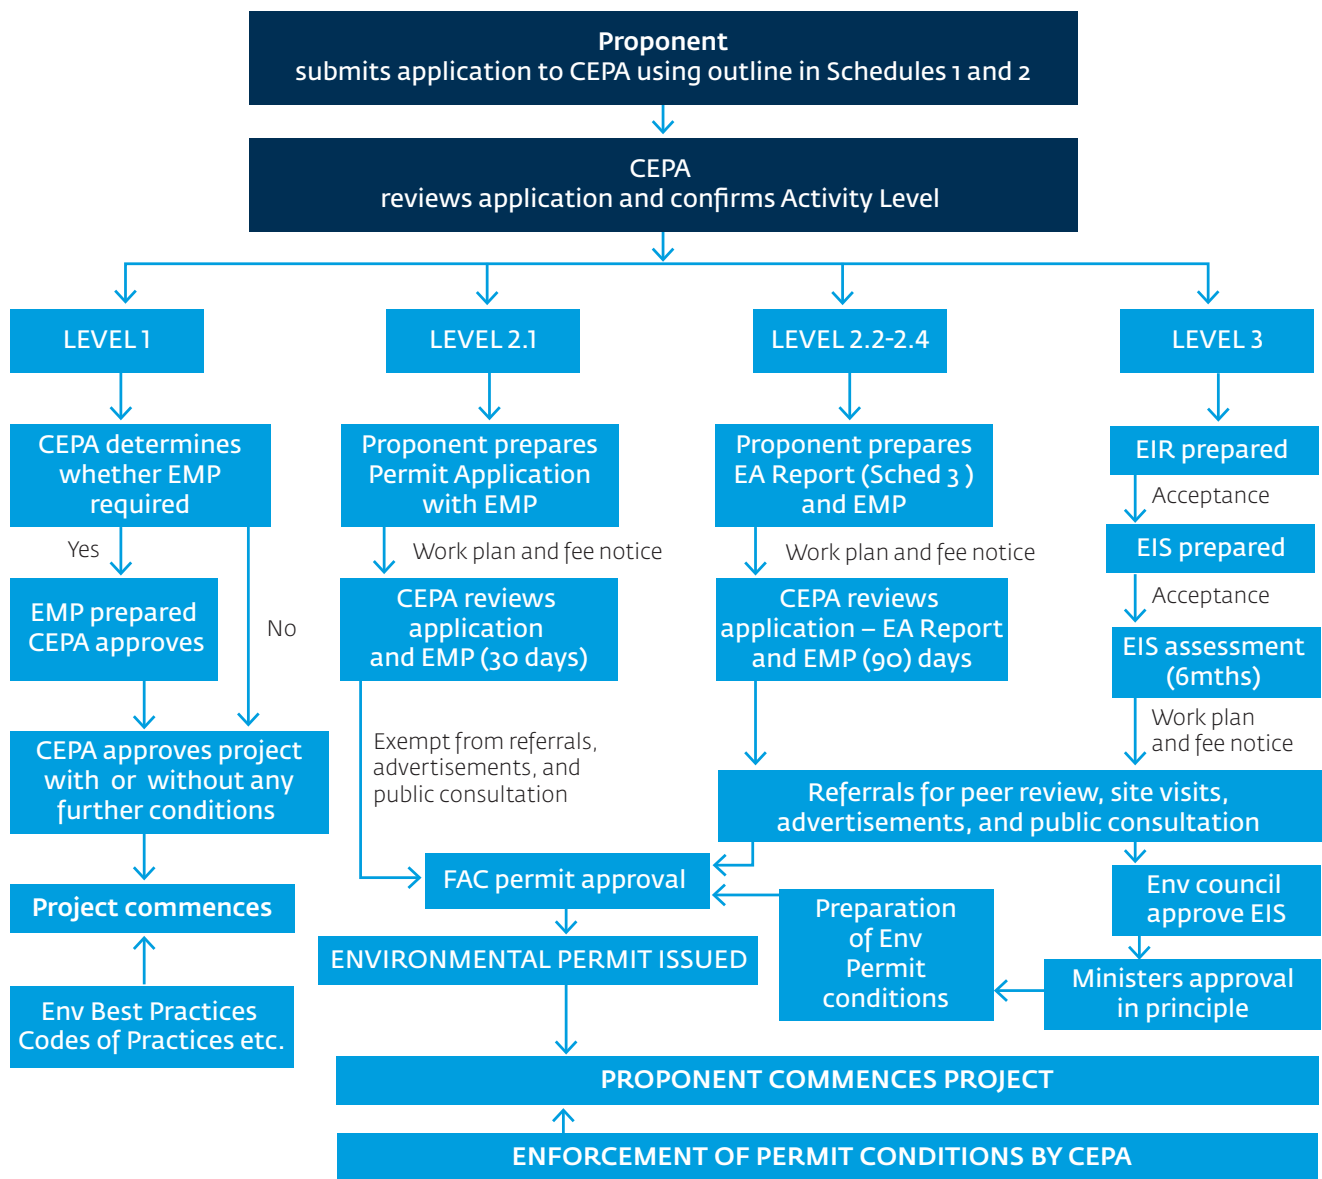 Proponent
submits application to CEPA using outline in Schedules 1 and 2
CEPA
reviews application and confirms Activity Level
LEVEL 1
LEVEL 2.1
LEVEL 2.2-2.4
LEVEL 3
CEPA determines
whether EMP
required
Yes
No
EMP prepared
CEPA approves
CEPA approves project
with or without any
further conditions
Project commences
Env Best Practices
Codes of Practices etc.
Proponent prepares
Permit Application
with EMP
Work plan and fee notice
CEPA reviews
application
and EMP (30 days)
Exempt from referrals,
advertisements, and
public consultation
Proponent prepares
EA Report (Sched 3 )
and EMP
Work plan and fee notice
CEPA reviews
application – EA Report
and EMP (90) days
EIR prepared
Acceptance
EIS prepared
Acceptance
EIS assessment
(6mths)
Work plan
and fee notice
Referrals for peer review, site visits,
advertisements, and public consultation
Env council
approve EIS
Ministers approval
in principle
Preparation
of Env
Permit
conditions
FAC permit approval
ENVIRONMENTAL PERMIT ISSUED
PROPONENT COMMENCES PROJECT
ENFORCEMENT OF PERMIT CONDITIONS BY CEPA